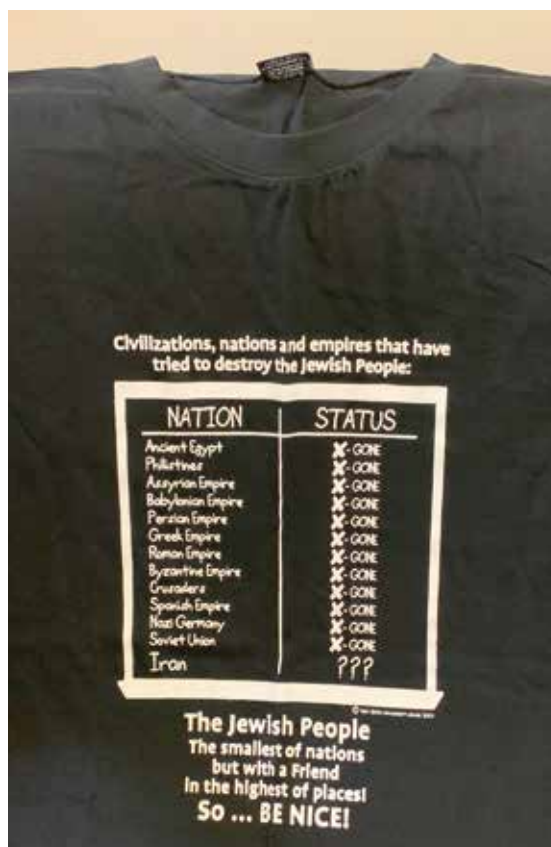 Civilizations, nations and empires that have
tried to destroy the Jewish People:
NATION STATUS
Ancient Egypt X - GONE
Philistines X - GONE
Assyrian Empire X - GONE
Babylonian Empire X - GONE
Persian Empire X - GONE
Greek Empire X - GONE
Roman Empire X - GONE
Byzantine Empire X - GONE
Crusaders X - GONE
Spanish Empire X - GONE
Nazi Germany X - GONE
Soviet Union X - GONE
Iran ???
The Jewish People
The smallest of nations
but with a Friend
in the highest of places!
So ... BE NICE!